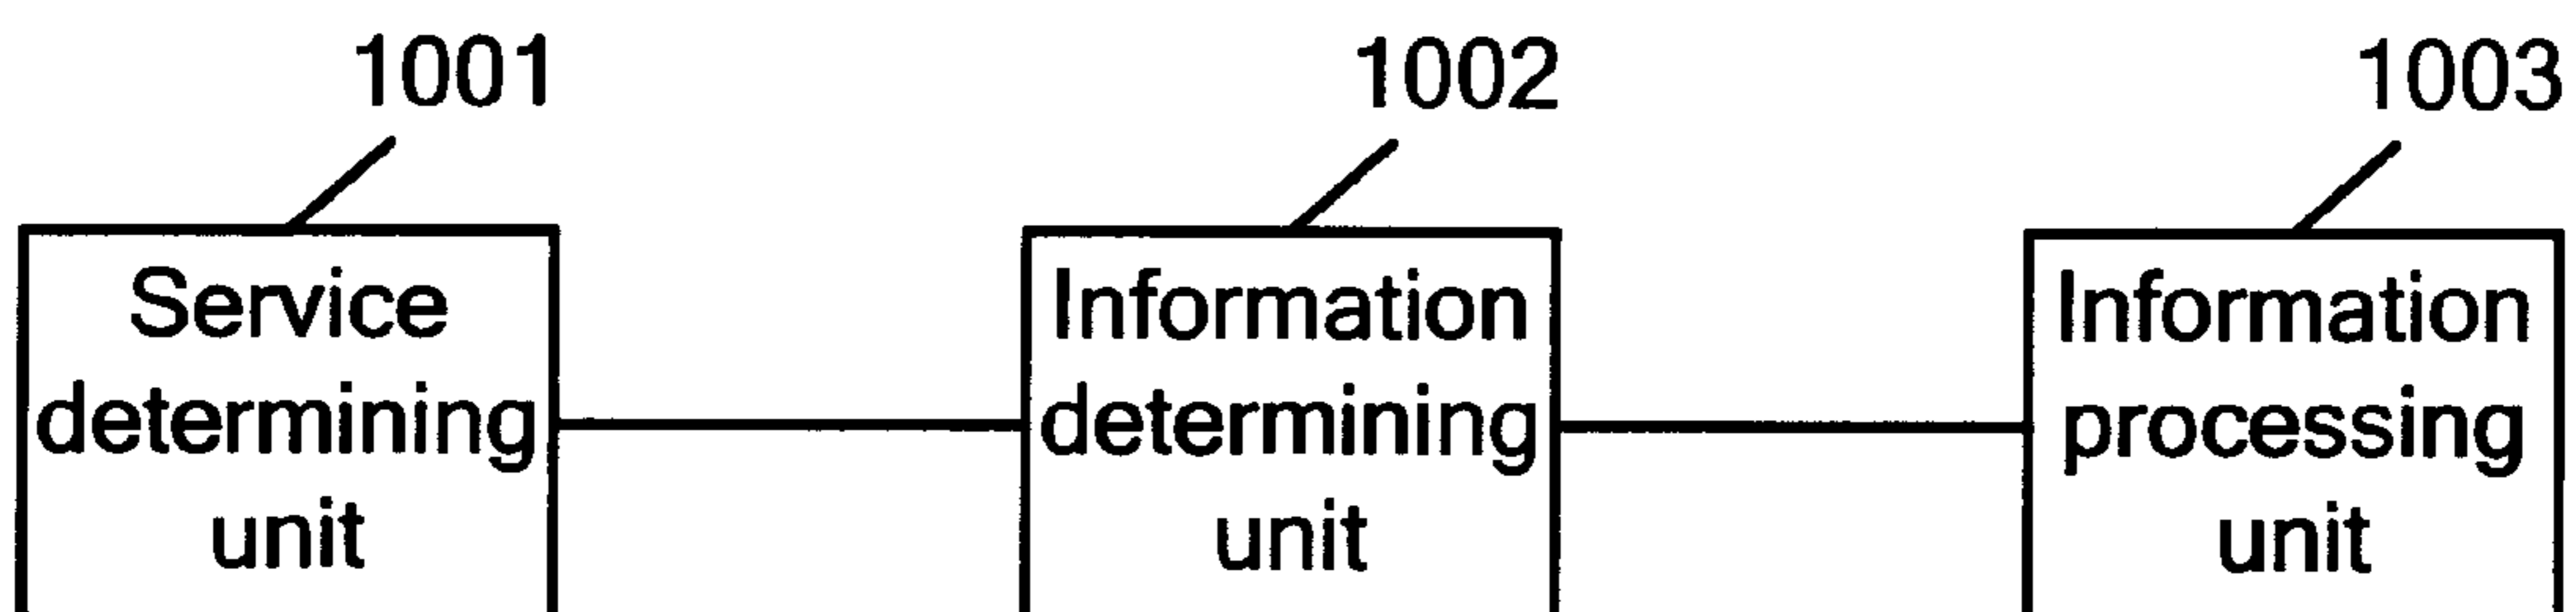 1001
1002
1003
Service
determining
unit
Information
determining
unit
Information
processing
unit